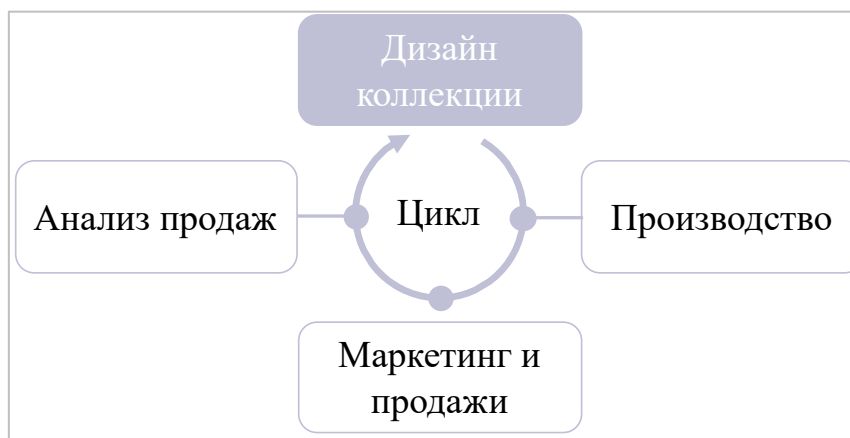 Дизайн
коллекции
Анализ продаж
Цикл
Производство
Маркетинг и
продажи